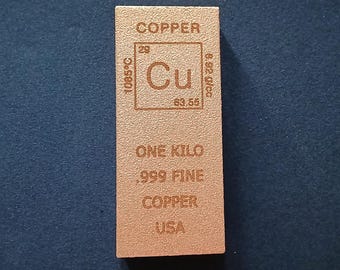 COPPER
29
1085°C
Cu
8.92 g/cc
63.55
ONE KILO
.999 FINE
COPPER
USA